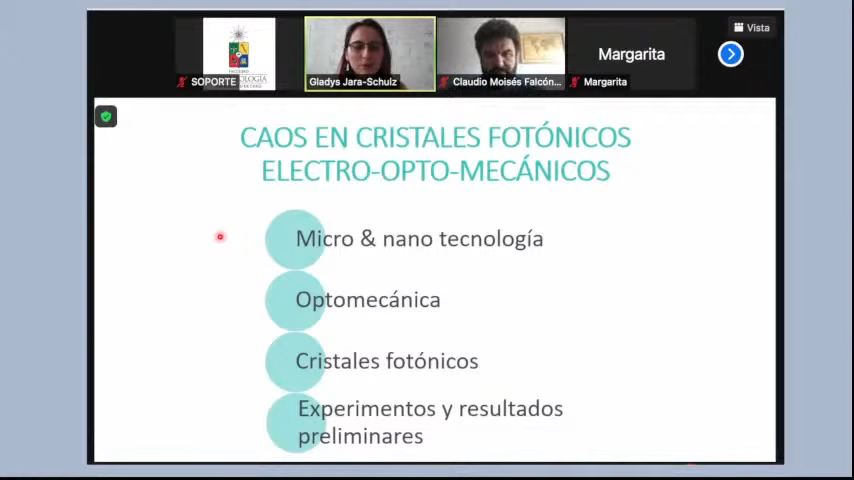 Vista
Margarita
SOPORTE
Gladys Jara-Schulz
Claudio Moisés Falcón...
Margarita
CAOS EN CRISTALES FOTÓNICOS
ELECTRO-OPTO-MECÁNICOS
Micro & nano tecnología
Optomecánica
Cristales fotónicos
Experimentos y resultados
preliminares